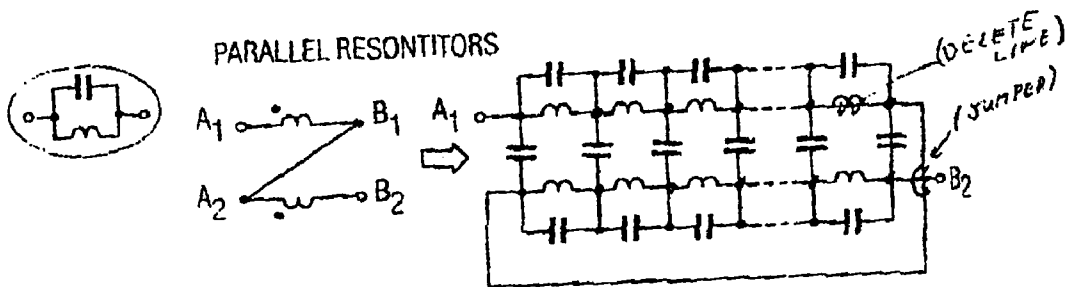 PARALLEL RESONTITORS
(DELETE
LINE)
(JUMPER)
A1
B1
A1
A2
B2
B2